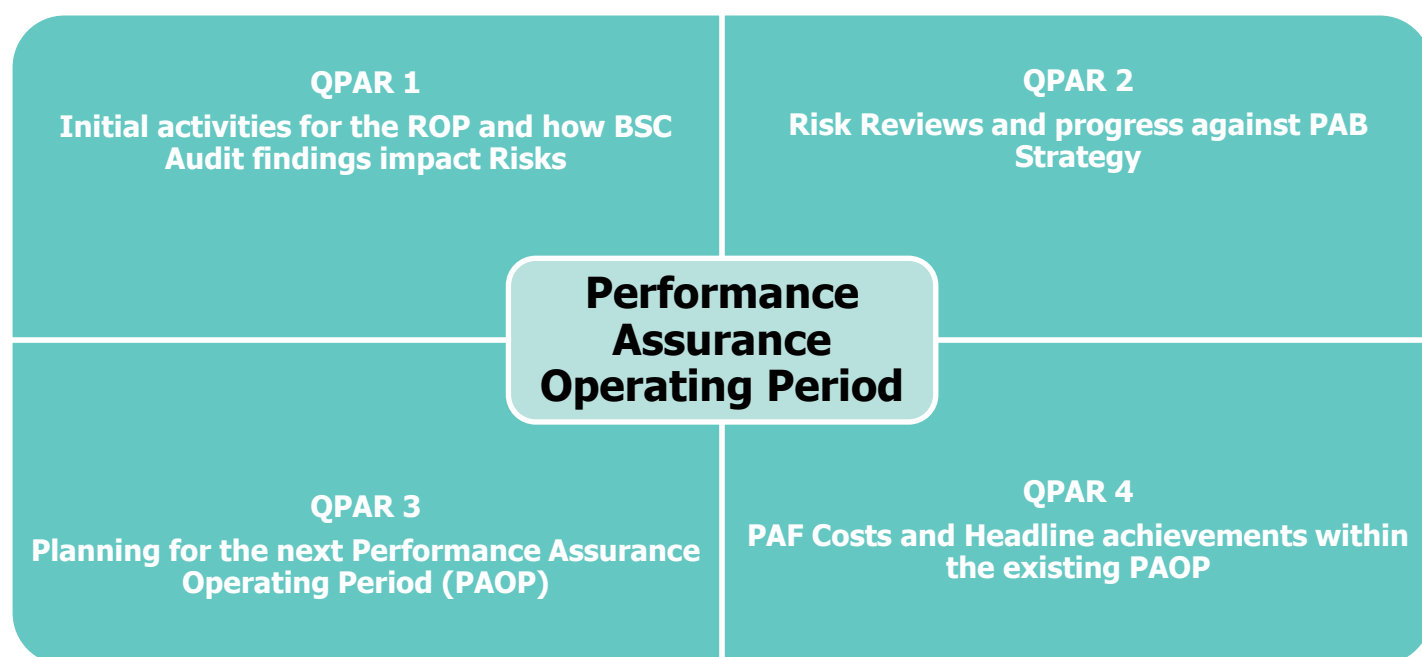 QPAR 1
Initial activities for the ROP and how BSC
Audit findings impact Risks
QPAR 2
Risk Reviews and progress against PAB
Strategy
Performance
Assurance
Operating Period
QPAR 3
Planning for the next Performance Assurance
Operating Period (PAOP)
QPAR 4
PAF Costs and Headline achievements within
the existing PAOP